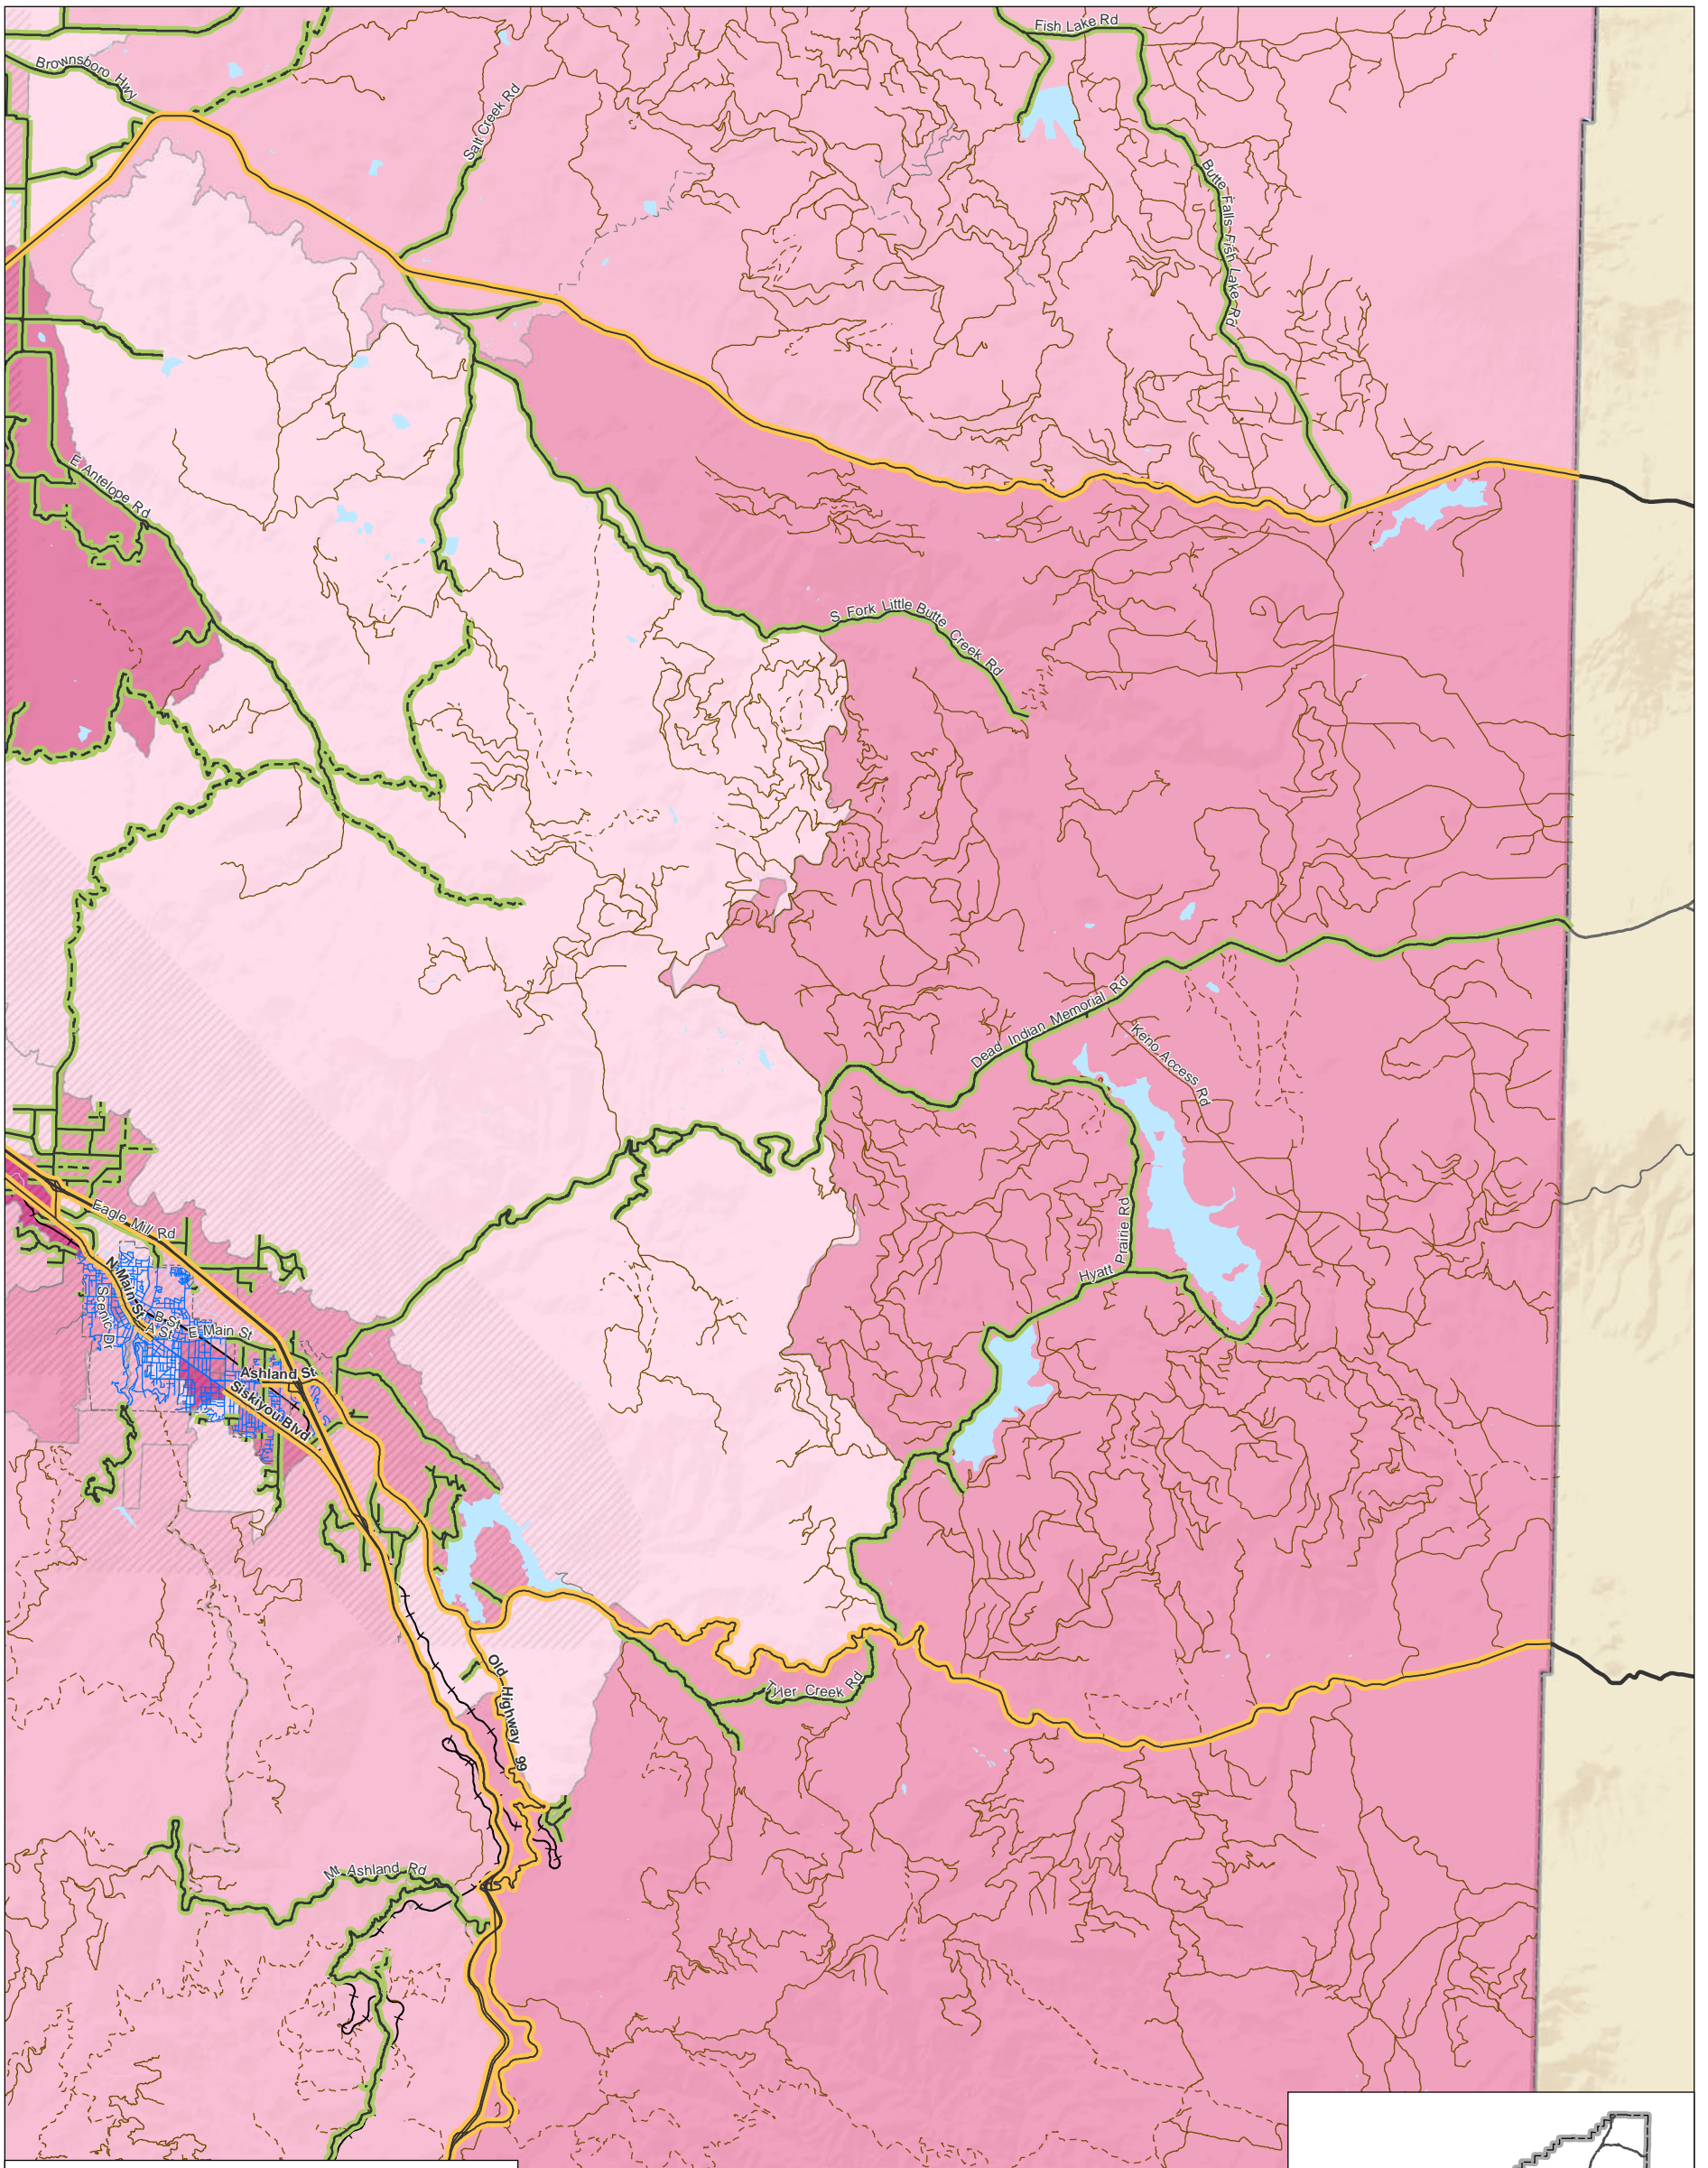 Fish Lake Rd
Brownsboro Hwy
Salt Creek Rd
Butte Falls Fish Lake Rd
E Antelope Rd
S Fork Little Butte Creek Rd
Dead Indian Memorial Rd
Keno Access Rd
Eagle Mill Rd
Hyatt Prairie Rd
N Main St
Scenic Dr
B St
A St
E Main St
Ashland St
Siskiyou Blvd
Old Highway 99
Tyler Creek Rd
Mt Ashland Rd